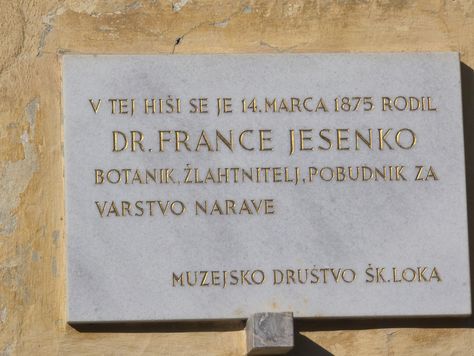 V TEJ HIŠI SE JE 14.MARCA 1875 RODIL
DR.FRANCE JESENKO
BOTANIK,ŽLAHTNITELJ,POBUDNIK ZA
VARSTVO NARAVE
MUZEJSKO DRUŠTVO ŠK.LOKA